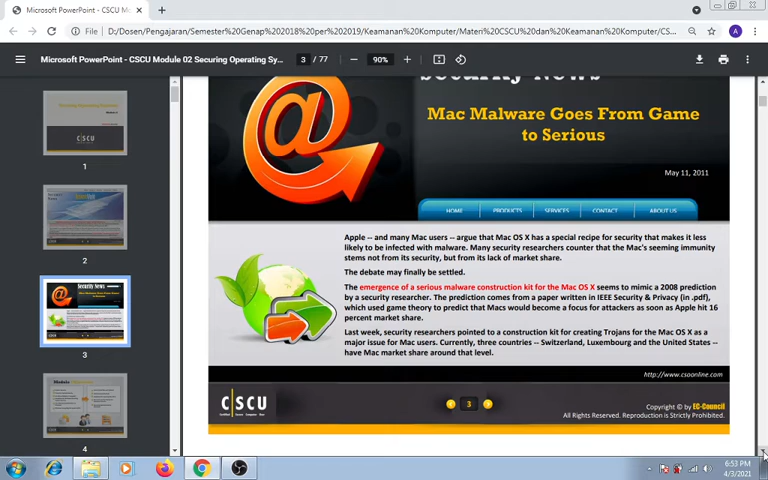 Microsoft PowerPoint - CSCU M
File
D:/Dosen/Pengajaran/Semester%20Genap%202018%20per%202019/Keamanan%20Komputer/Materi%20CSCU%20dan%20Keamanan%20Komputer/CS...
A
Microsoft PowerPoint - CSCU Module 02 Securing Operating Sy...
3 / 77
90%
1
2
3
4
Security News
Mac Malware Goes From Game
to Serious
May 11, 2011
HOME PRODUCTS SERVICES CONTACT ABOUT US
Apple -- and many Mac users -- argue that Mac OS X has a special recipe for security that makes it less
likely to be infected with malware. Many security researchers counter that the Mac's seeming immunity
stems not from its security, but from its lack of market share.
The debate may finally be settled.
The emergence of a serious malware construction kit for the Mac OS X seems to mimic a 2008 prediction
by a security researcher. The prediction comes from a paper written in IEEE Security & Privacy (in .pdf),
which used game theory to predict that Macs would become a focus for attackers as soon as Apple hit 16
percent market share.
Last week, security researchers pointed to a construction kit for creating Trojans for the Mac OS X as a
major issue for Mac users. Currently, three countries -- Switzerland, Luxembourg and the United States --
have Mac market share around that level.
http://www.csoonline.com
CSCU
3
Copyright © by EC-Council
All Rights Reserved. Reproduction is Strictly Prohibited.
6:53 PM
4/3/2021